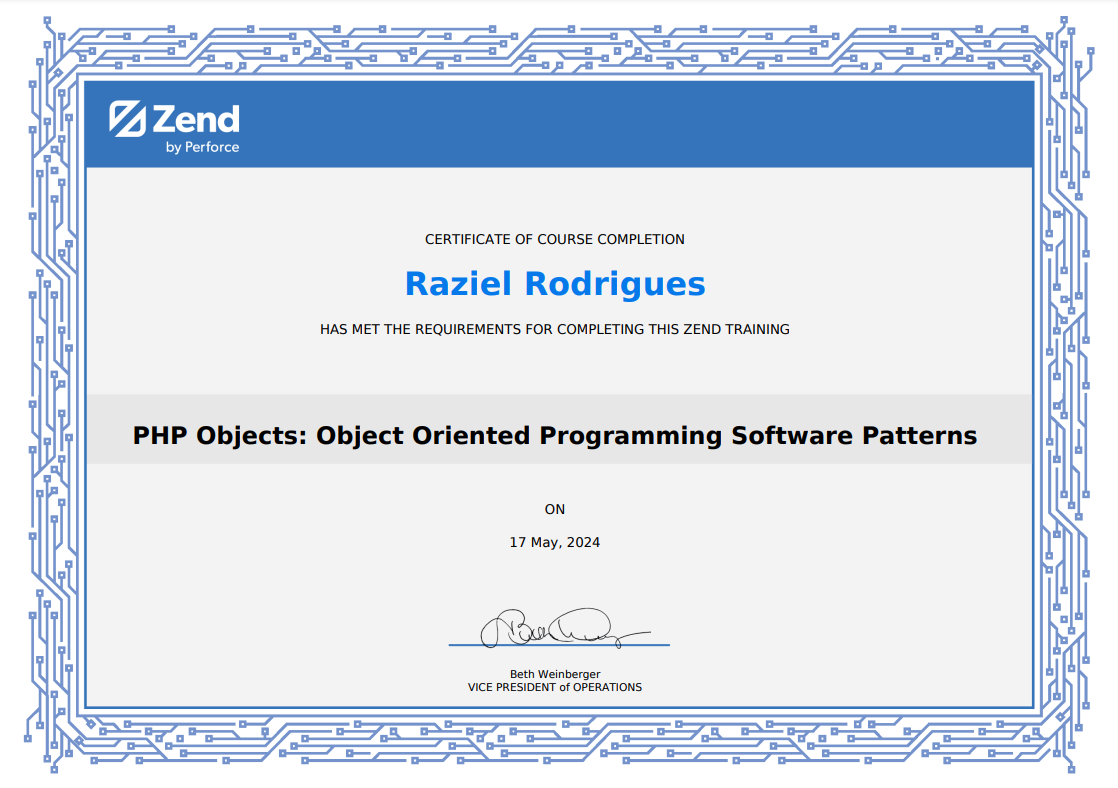 Zend
by Perforce
CERTIFICATE OF COURSE COMPLETION
Raziel Rodrigues
HAS MET THE REQUIREMENTS FOR COMPLETING THIS ZEND TRAINING
PHP Objects: Object Oriented Programming Software Patterns
ON
17 May, 2024
Beth Weinberger
VICE PRESIDENT of OPERATIONS